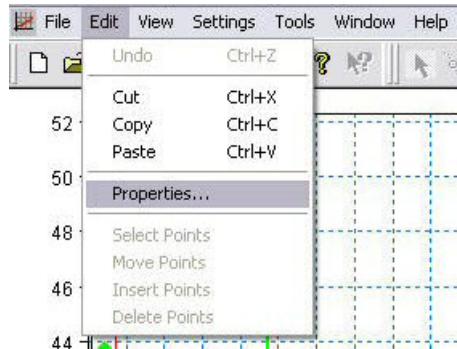 File Edit View Settings Tools Window Help
Undo Ctrl+Z
Cut Ctrl+X
52
Copy Ctrl+C
Paste Ctrl+V
50
Properties...
48
Select Points
Move Points
46
Insert Points
Delete Points
44